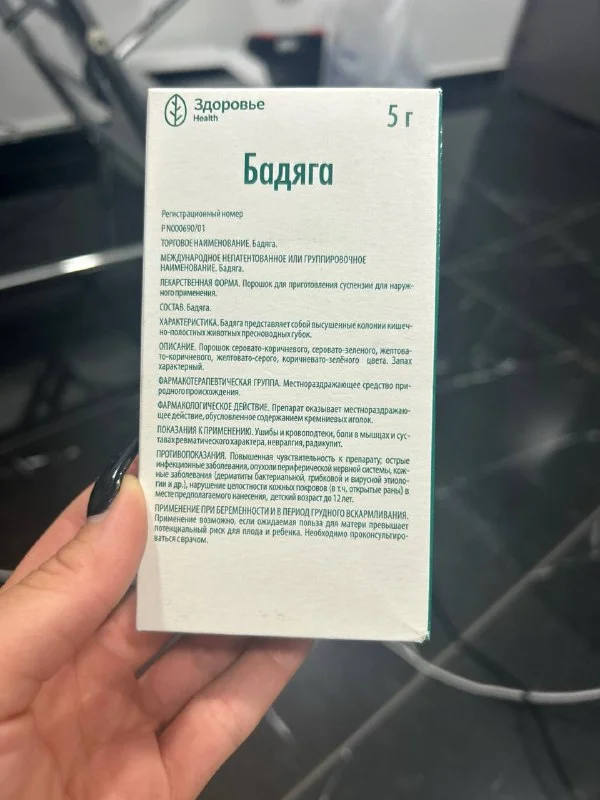 Здоровье
Health
5 г
Бадяга
Регистрационный номер
Р N000690/01
ТОРГОВОЕ НАИМЕНОВАНИЕ. Бадяга.
МЕЖДУНАРОДНОЕ НЕПАТЕНТОВАННОЕ ИЛИ ГРУППИРОВОЧНОЕ
НАИМЕНОВАНИЕ. Бадяга.
ЛЕКАРСТВЕННАЯ ФОРМА. Порошок для приготовления суспензии для наруж-
ного применения.
СОСТАВ. Бадяга.
ХАРАКТЕРИСТИКА. Бадяга представляет собой высушенные колонии кишеч-
но-полостных животных пресноводных губок.
ОПИСАНИЕ. Порошок серовато-коричневого, серовато-зеленого, желтова-
то-коричневого, желтовато-серого, коричневато-зелёного цвета. Запах
характерный.
ФАРМАКОТЕРАПЕВТИЧЕСКАЯ ГРУППА. Местнораздражающее средство при-
родного происхождения.
ФАРМАКОЛОГИЧЕСКОЕ ДЕЙСТВИЕ. Препарат оказывает местнораздражаю-
щее действие, обусловленное содержанием кремниевых иголок.
ПОКАЗАНИЯ К ПРИМЕНЕНИЮ. Ушибы и кровоподтеки, боли в мышцах и сус-
тавах ревматического характера, невралгия, радикулит.
ПРОТИВОПОКАЗАНИЯ. Повышенная чувствительность к препарату; острые
инфекционные заболевания, опухоли периферической нервной системы, кож-
ные заболевания (дерматиты бактериальной, грибковой и вирусной этиоло-
гии и др.), нарушение целостности кожных покровов (в т.ч. открытые раны) в
месте предполагаемого нанесения, детский возраст до 12 лет.
ПРИМЕНЕНИЕ ПРИ БЕРЕМЕННОСТИ И В ПЕРИОД ГРУДНОГО ВСКАРМЛИВАНИЯ.
Применение возможно, если ожидаемая польза для матери превышает
потенциальный риск для плода и ребенка. Необходимо проконсультиро-
ваться с врачом.